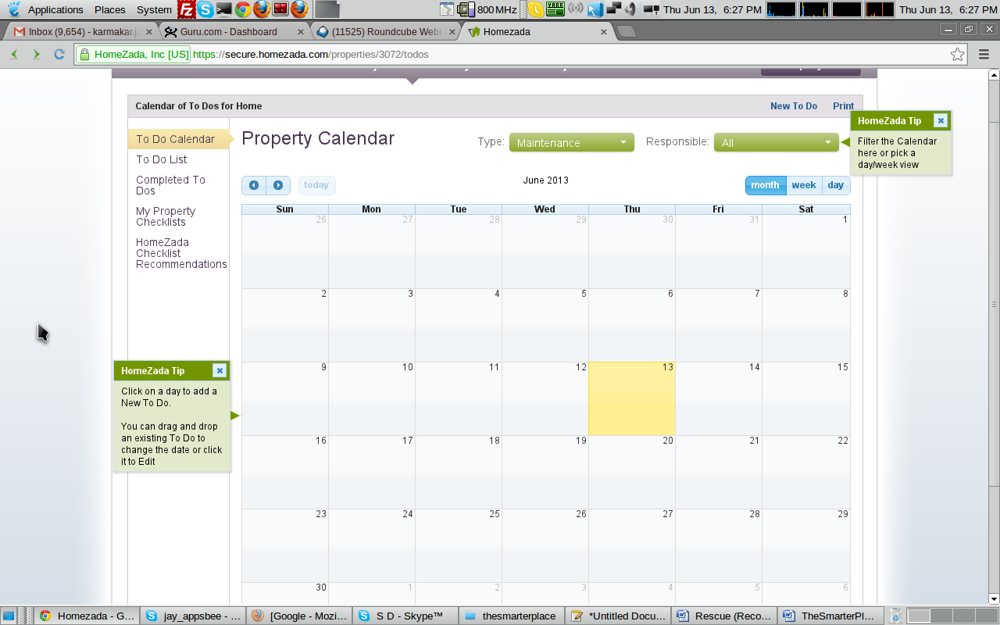 Applications Places System 800 MHz Thu Jun 13, 6:27 PM Thu Jun 13, 6:27 PM
Inbox (9,654) - karmakar.j Guru.com - Dashboard (11525) Roundcube Web Homezada
HomeZada, Inc [US] https://secure.homezada.com/properties/3072/todos
Calendar of To Dos for Home New To Do Print
To Do Calendar
To Do List
Completed To
Dos
My Property
Checklists
HomeZada
Checklist
Recommendations
Property Calendar Type: Maintenance Responsible: All
HomeZada Tip
Filter the Calendar
here or pick a
day/week view
today June 2013 month week day
Sun Mon Tue Wed Thu Fri Sat
26 27 28 29 30 31 1
2 3 4 5 6 7 8
9 10 11 12 13 14 15
16 17 18 19 20 21 22
23 24 25 26 27 28 29
30 1 2 3 4 5 6
HomeZada Tip
Click on a day to add a
New To Do.
You can drag and drop
an existing To Do to
change the date or click
it to Edit
Homezada - G... jay_appsbee - ... [Google - Mozi... S D - Skype™ thesmarterplace *Untitled Docu... Rescue (Reco... TheSmarterPl...